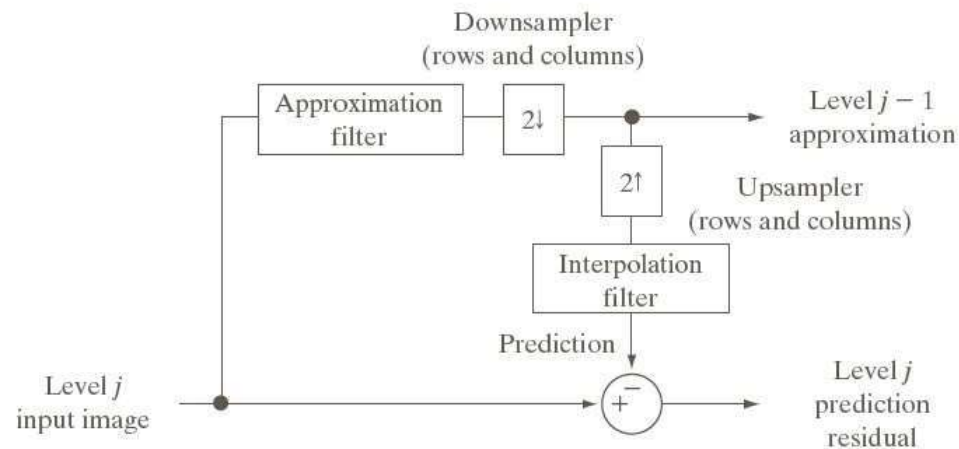 Downsampler
(rows and columns)
Approximation
filter
2↓
Level j − 1
approximation
2↑
Upsampler
(rows and columns)
Interpolation
filter
Prediction
Level j
input image
+
−
Level j
prediction
residual